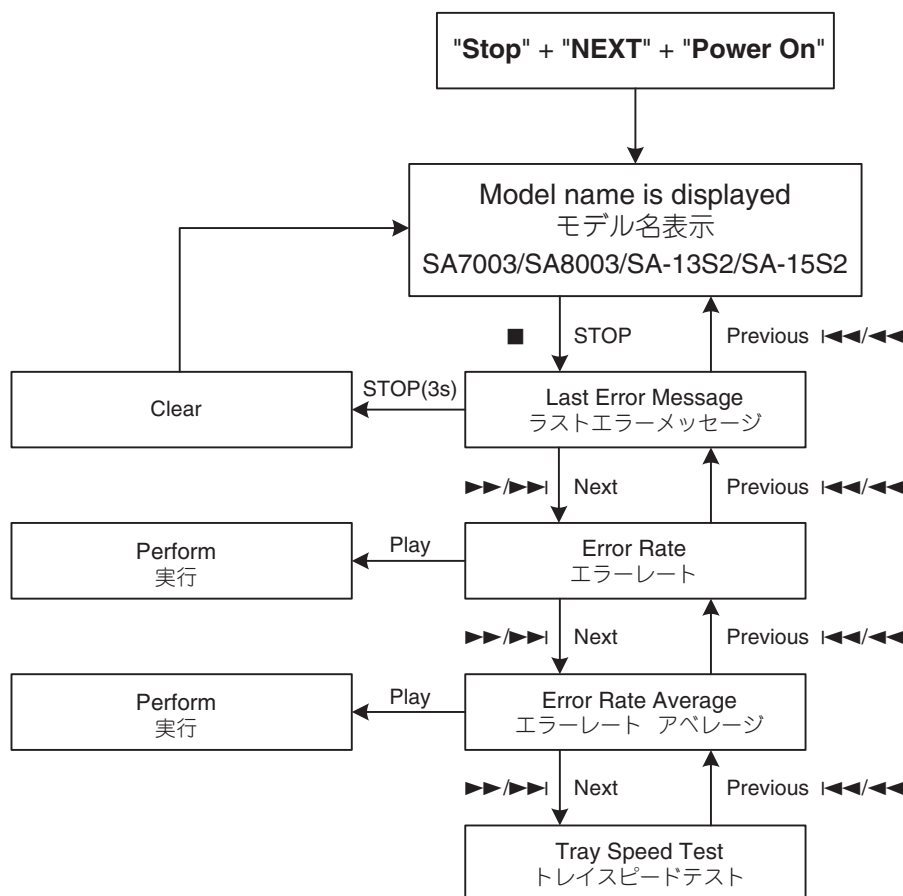 "Stop" + "NEXT" + "Power On"
Model name is displayed
モデル名表示
SA7003/SA8003/SA-13S2/SA-15S2
■ STOP
Previous I◄◄/◄◄
Clear
STOP(3s)
Last Error Message
ラストエラーメッセージ
►►/►►I Next
Previous I◄◄/◄◄
Perform
実行
Play
Error Rate
エラーレート
►►/►►I Next
Previous I◄◄/◄◄
Perform
実行
Play
Error Rate Average
エラーレート アベレージ
►►/►►I Next
Previous I◄◄/◄◄
Tray Speed Test
トレイスピードテスト